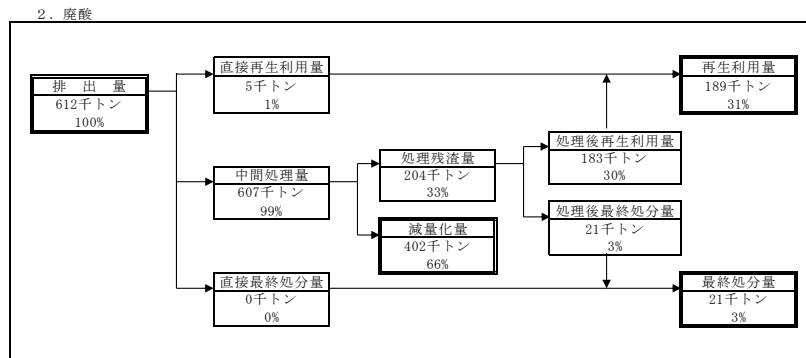 2．廃酸
排　出　量
612千トン
100%
直接再生利用量
5千トン
1%
再生利用量
189千トン
31%
中間処理量
607千トン
99%
処理残渣量
204千トン
33%
処理後再生利用量
183千トン
30%
減量化量
402千トン
66%
処理後最終処分量
21千トン
3%
直接最終処分量
0千トン
0%
最終処分量
21千トン
3%